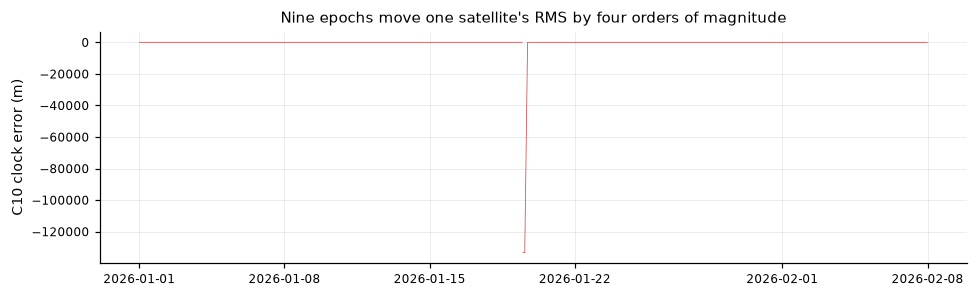 Nine epochs move one satellite's RMS by four orders of magnitude
C10 clock error (m)
0
−20000
−40000
−60000
−80000
−100000
−120000
2026-01-01 2026-01-08 2026-01-15 2026-01-22 2026-02-01 2026-02-08